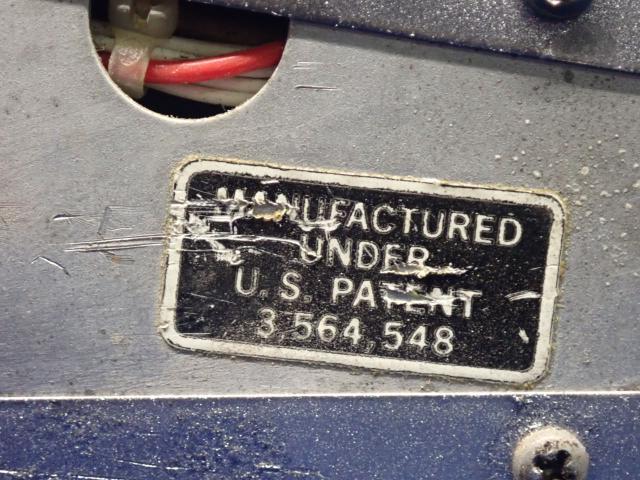 MANUFACTURED
UNDER
U.S. PATENT
3,564,548